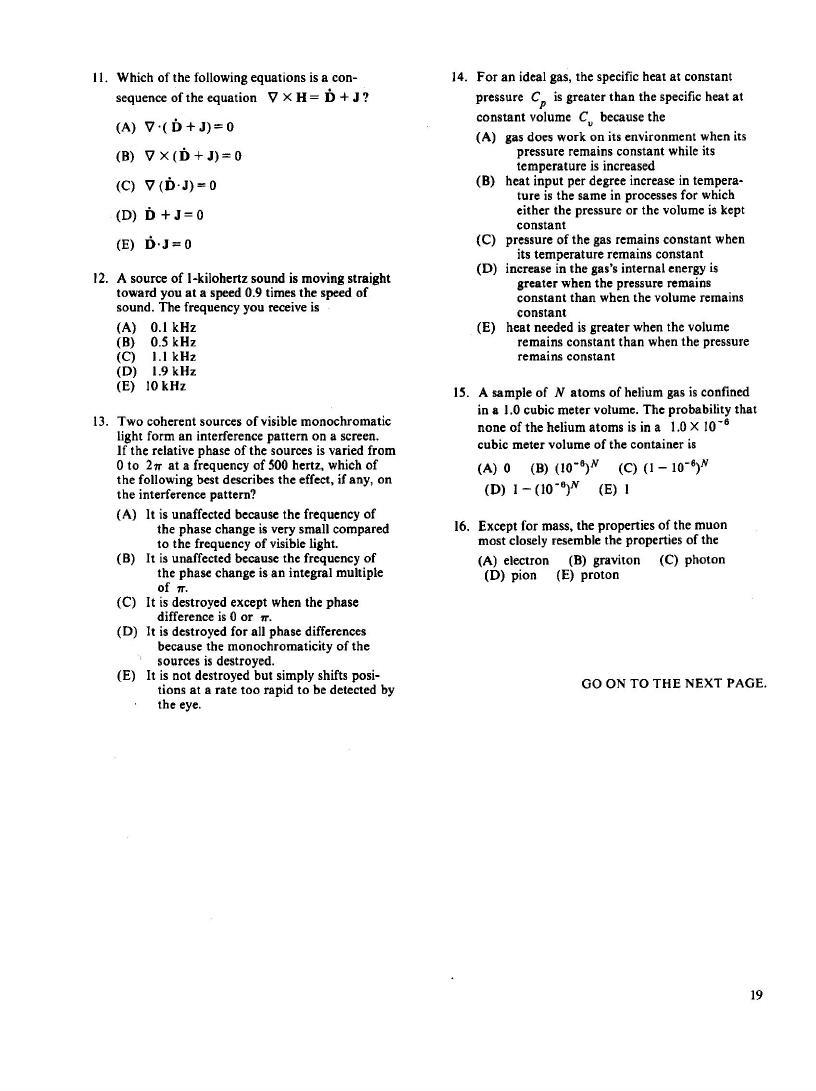 11. Which of the following equations is a con-
sequence of the equation ∇ × H = Ḋ + J ?
(A) ∇ ·( Ḋ + J) = 0
(B) ∇ × (Ḋ + J) = 0
(C) ∇ (Ḋ·J) = 0
(D) Ḋ + J = 0
(E) Ḋ·J = 0
12. A source of 1-kilohertz sound is moving straight
toward you at a speed 0.9 times the speed of
sound. The frequency you receive is
(A) 0.1 kHz
(B) 0.5 kHz
(C) 1.1 kHz
(D) 1.9 kHz
(E) 10 kHz
13. Two coherent sources of visible monochromatic
light form an interference pattern on a screen.
If the relative phase of the sources is varied from
0 to 2π at a frequency of 500 hertz, which of
the following best describes the effect, if any, on
the interference pattern?
(A) It is unaffected because the frequency of
the phase change is very small compared
to the frequency of visible light.
(B) It is unaffected because the frequency of
the phase change is an integral multiple
of π.
(C) It is destroyed except when the phase
difference is 0 or π.
(D) It is destroyed for all phase differences
because the monochromaticity of the
sources is destroyed.
(E) It is not destroyed but simply shifts posi-
tions at a rate too rapid to be detected by
the eye.
14. For an ideal gas, the specific heat at constant
pressure Cₚ is greater than the specific heat at
constant volume Cᵥ because the
(A) gas does work on its environment when its
pressure remains constant while its
temperature is increased
(B) heat input per degree increase in tempera-
ture is the same in processes for which
either the pressure or the volume is kept
constant
(C) pressure of the gas remains constant when
its temperature remains constant
(D) increase in the gas's internal energy is
greater when the pressure remains
constant than when the volume remains
constant
(E) heat needed is greater when the volume
remains constant than when the pressure
remains constant
15. A sample of N atoms of helium gas is confined
in a 1.0 cubic meter volume. The probability that
none of the helium atoms is in a 1.0 × 10⁻⁶
cubic meter volume of the container is
(A) 0 (B) (10⁻⁶)ᴺ (C) (1 − 10⁻⁶)ᴺ
(D) 1 − (10⁻⁶)ᴺ (E) 1
16. Except for mass, the properties of the muon
most closely resemble the properties of the
(A) electron (B) graviton (C) photon
(D) pion (E) proton
GO ON TO THE NEXT PAGE.
19